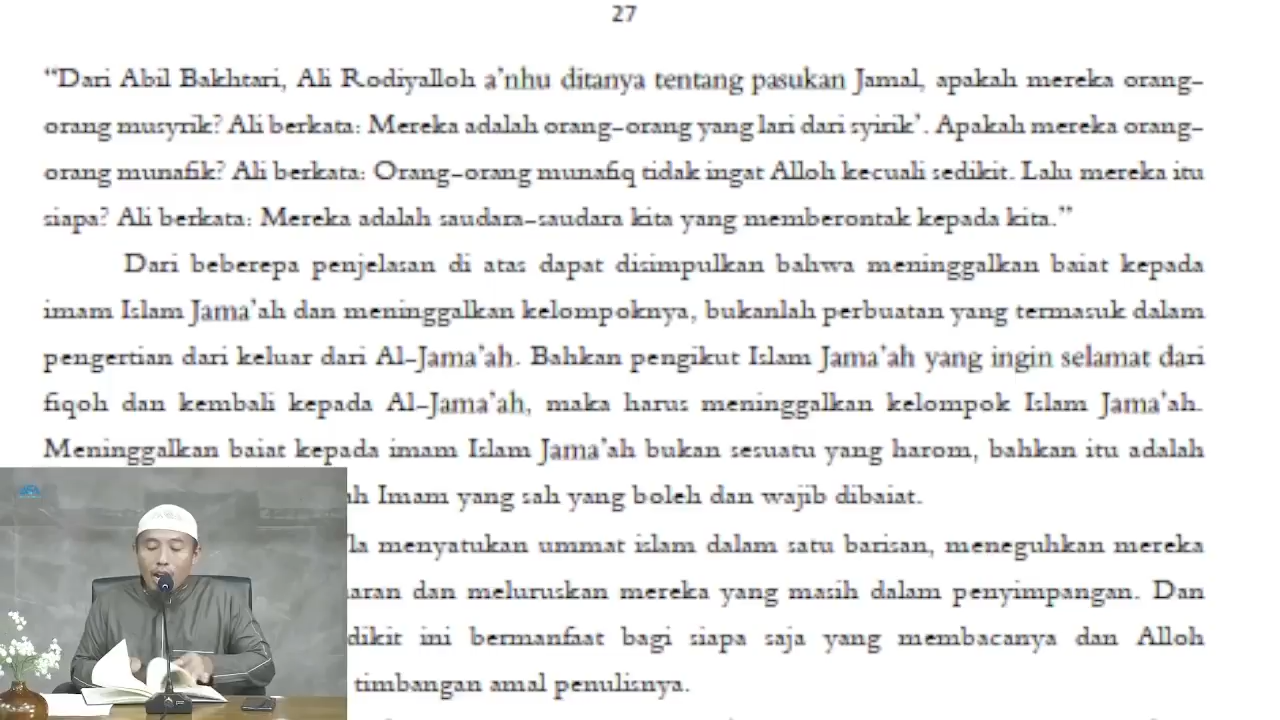 27
“Dari Abil Bakhtari, Ali Rodiyalloh a’nhu ditanya tentang pasukan Jamal, apakah mereka orang-
orang musyrik? Ali berkata: Mereka adalah orang-orang yang lari dari syirik’. Apakah mereka orang-
orang munafik? Ali berkata: Orang-orang munafiq tidak ingat Alloh kecuali sedikit. Lalu mereka itu
siapa? Ali berkata: Mereka adalah saudara-saudara kita yang memberontak kepada kita.”
Dari beberepa penjelasan di atas dapat disimpulkan bahwa meninggalkan baiat kepada
imam Islam Jama’ah dan meninggalkan kelompoknya, bukanlah perbuatan yang termasuk dalam
pengertian dari keluar dari Al-Jama’ah. Bahkan pengikut Islam Jama’ah yang ingin selamat dari
fiqoh dan kembali kepada Al-Jama’ah, maka harus meninggalkan kelompok Islam Jama’ah.
Meninggalkan baiat kepada imam Islam Jama’ah bukan sesuatu yang harom, bahkan itu adalah
ah Imam yang sah yang boleh dan wajib dibaiat.
'la menyatukan ummat islam dalam satu barisan, meneguhkan mereka
aran dan meluruskan mereka yang masih dalam penyimpangan. Dan
dikit ini bermanfaat bagi siapa saja yang membacanya dan Alloh
timbangan amal penulisnya.